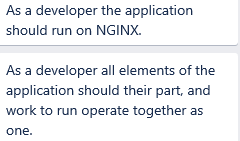 As a developer the application
should run on NGINX.
As a developer all elements of the
application should their part, and
work to run operate together as
one.